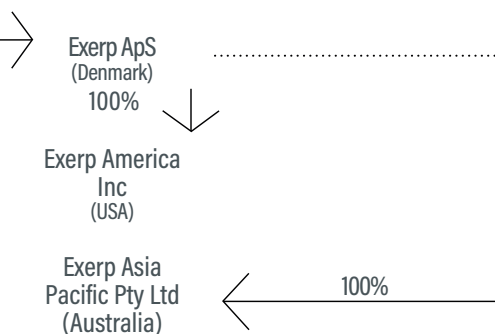 Exerp ApS
(Denmark)
100%
Exerp America
Inc
(USA)
Exerp Asia
Pacific Pty Ltd
(Australia)
100%